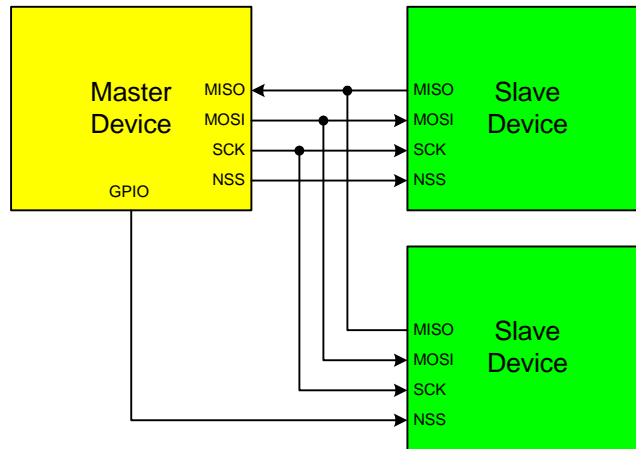 Master
Device
MISO
MOSI
SCK
NSS
GPIO
MISO
MOSI
SCK
NSS
Slave
Device
MISO
MOSI
SCK
NSS
Slave
Device